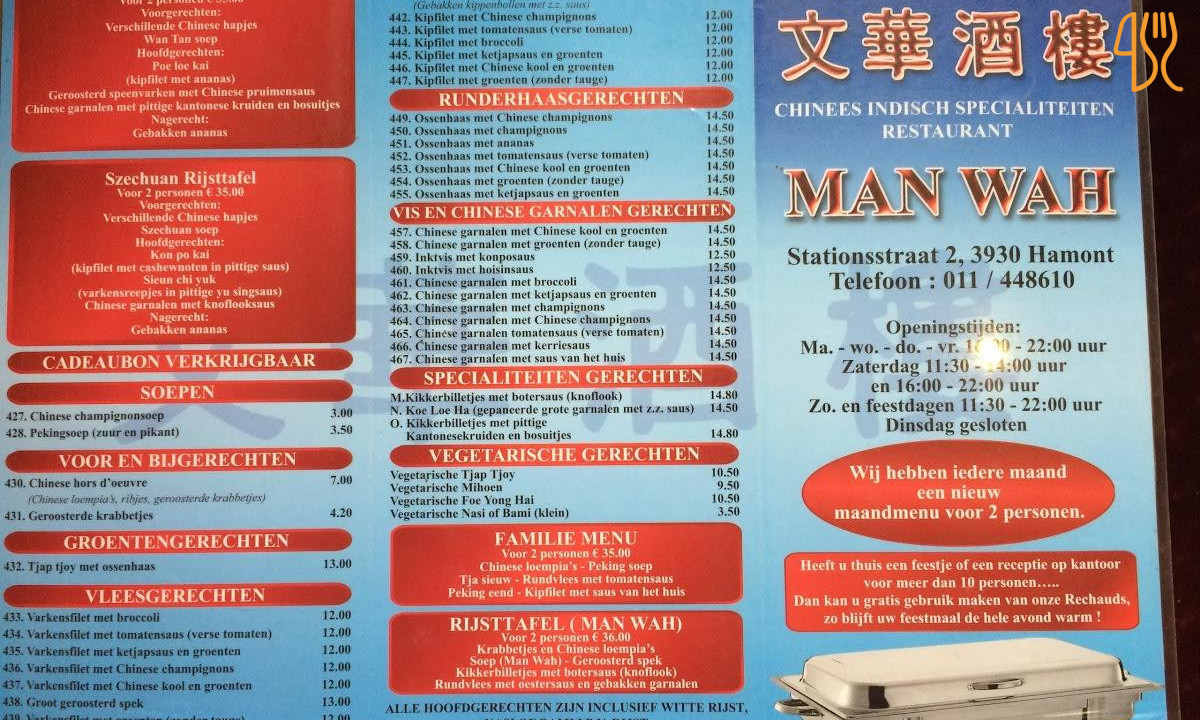 Voorgerechten:
Verschillende Chinese hapjes
Wan Tan soep
Hoofdgerechten:
Poe loe kai
(kipfilet met ananas)
Geroosterd speenvarken met Chinese pruimensaus
Chinese garnalen met pittige kantonese kruiden en bosuitjes
Nagerecht:
Gebakken ananas
Szechuan Rijsttafel
Voor 2 personen € 35.00
Voorgerechten:
Verschillende Chinese hapjes
Szechuan soep
Hoofdgerechten:
Kon po kai
(kipfilet met cashewnoten in pittige saus)
Sieun chi yuk
(varkensreepjes in pittige yu singsaus)
Chinese garnalen met knoflooksaus
Nagerecht:
Gebakken ananas
CADEAUBON VERKRIJGBAAR
SOEPEN
427. Chinese champignonsoep 3.00
428. Pekingsoep (zuur en pikant) 3.50
VOOR EN BIJGERECHTEN
430. Chinese hors d'oeuvre 7.00
(Chinese loempia's, ribjes, geroosterde krabbetjes)
431. Geroosterde krabbetjes 4.20
GROENTENGERECHTEN
432. Tjap tjoy met ossenhaas 13.00
VLEESGERECHTEN
433. Varkensfilet met broccoli 12.00
434. Varkensfilet met tomatensaus (verse tomaten) 12.00
435. Varkensfilet met ketjapsaus en groenten 12.00
436. Varkensfilet met Chinese champignons 12.00
437. Varkensfilet met Chinese kool en groenten 12.00
438. Groot geroosterd spek 13.00
439. Varkensfilet met groenten (zonder tauge) 12.00
(Gebakken kippenbollen met z.z. saus)
442. Kipfilet met Chinese champignons 12.00
443. Kipfilet met tomatensaus (verse tomaten) 12.00
444. Kipfilet met broccoli 12.00
445. Kipfilet met ketjapsaus en groenten 12.00
446. Kipfilet met Chinese kool en groenten 12.00
447. Kipfilet met groenten (zonder tauge) 12.00
RUNDERHAASGERECHTEN
449. Ossenhaas met Chinese champignons 14.50
450. Ossenhaas met champignons 14.50
451. Ossenhaas met ananas 14.50
452. Ossenhaas met tomatensaus (verse tomaten) 14.50
453. Ossenhaas met Chinese kool en groenten 14.50
454. Ossenhaas met groenten (zonder tauge) 14.50
455. Ossenhaas met ketjapsaus en groenten 14.50
VIS EN CHINESE GARNALEN GERECHTEN
457. Chinese garnalen met Chinese kool en groenten 14.50
458. Chinese garnalen met groenten (zonder tauge) 14.50
459. Inktvis met konposaus 12.50
460. Inktvis met hoisinsaus 12.50
461. Chinese garnalen met broccoli 14.50
462. Chinese garnalen met ketjapsaus en groenten 14.50
463. Chinese garnalen met champignons 14.50
464. Chinese garnalen met Chinese champignons 14.50
465. Chinese garnalen tomatensaus (verse tomaten) 14.50
466. Chinese garnalen met kerriesaus 14.50
467. Chinese garnalen met saus van het huis 14.50
SPECIALITEITEN GERECHTEN
M.Kikkerbilletjes met botersaus (knoflook) 14.80
N. Koe Loe Ha (gepaneerde grote garnalen met z.z. saus) 14.50
O. Kikkerbilletjes met pittige
Kantonesekruiden en bosuitjes 14.80
VEGETARISCHE GERECHTEN
Vegetarische Tjap Tjoy 10.50
Vegetarische Mihoen 9.50
Vegetarische Foe Yong Hai 10.50
Vegetarische Nasi of Bami (klein) 3.50
FAMILIE MENU
Voor 2 personen € 35.00
Chinese loempia's - Peking soep
Tja sieuw - Rundvlees met tomatensaus
Peking eend - Kipfilet met saus van het huis
RIJSTTAFEL ( MAN WAH)
Voor 2 personen € 36.00
Krabbetjes en Chinese loempia's
Soep (Man Wah) - Geroosterd spek
Kikkerbilletjes met botersaus (knoflook)
Rundvlees met oestersaus en gebakken garnalen
ALLE HOOFDGERECHTEN ZIJN INCLUSIEF WITTE RIJST,
文華酒樓
CHINEES INDISCH SPECIALITEITEN
RESTAURANT
MAN WAH
Stationsstraat 2, 3930 Hamont
Telefoon : 011 / 448610
Openingstijden:
Ma. - wo. - do. - vr. - 22:00 uur
Zaterdag 11:30 - 14:00 uur
en 16:00 - 22:00 uur
Zo. en feestdagen 11:30 - 22:00 uur
Dinsdag gesloten
Wij hebben iedere maand
een nieuw
maandmenu voor 2 personen.
Heeft u thuis een feestje of een receptie op kantoor
voor meer dan 10 personen.....
Dan kan u gratis gebruik maken van onze Rechauds,
zo blijft uw feestmaal de hele avond warm !